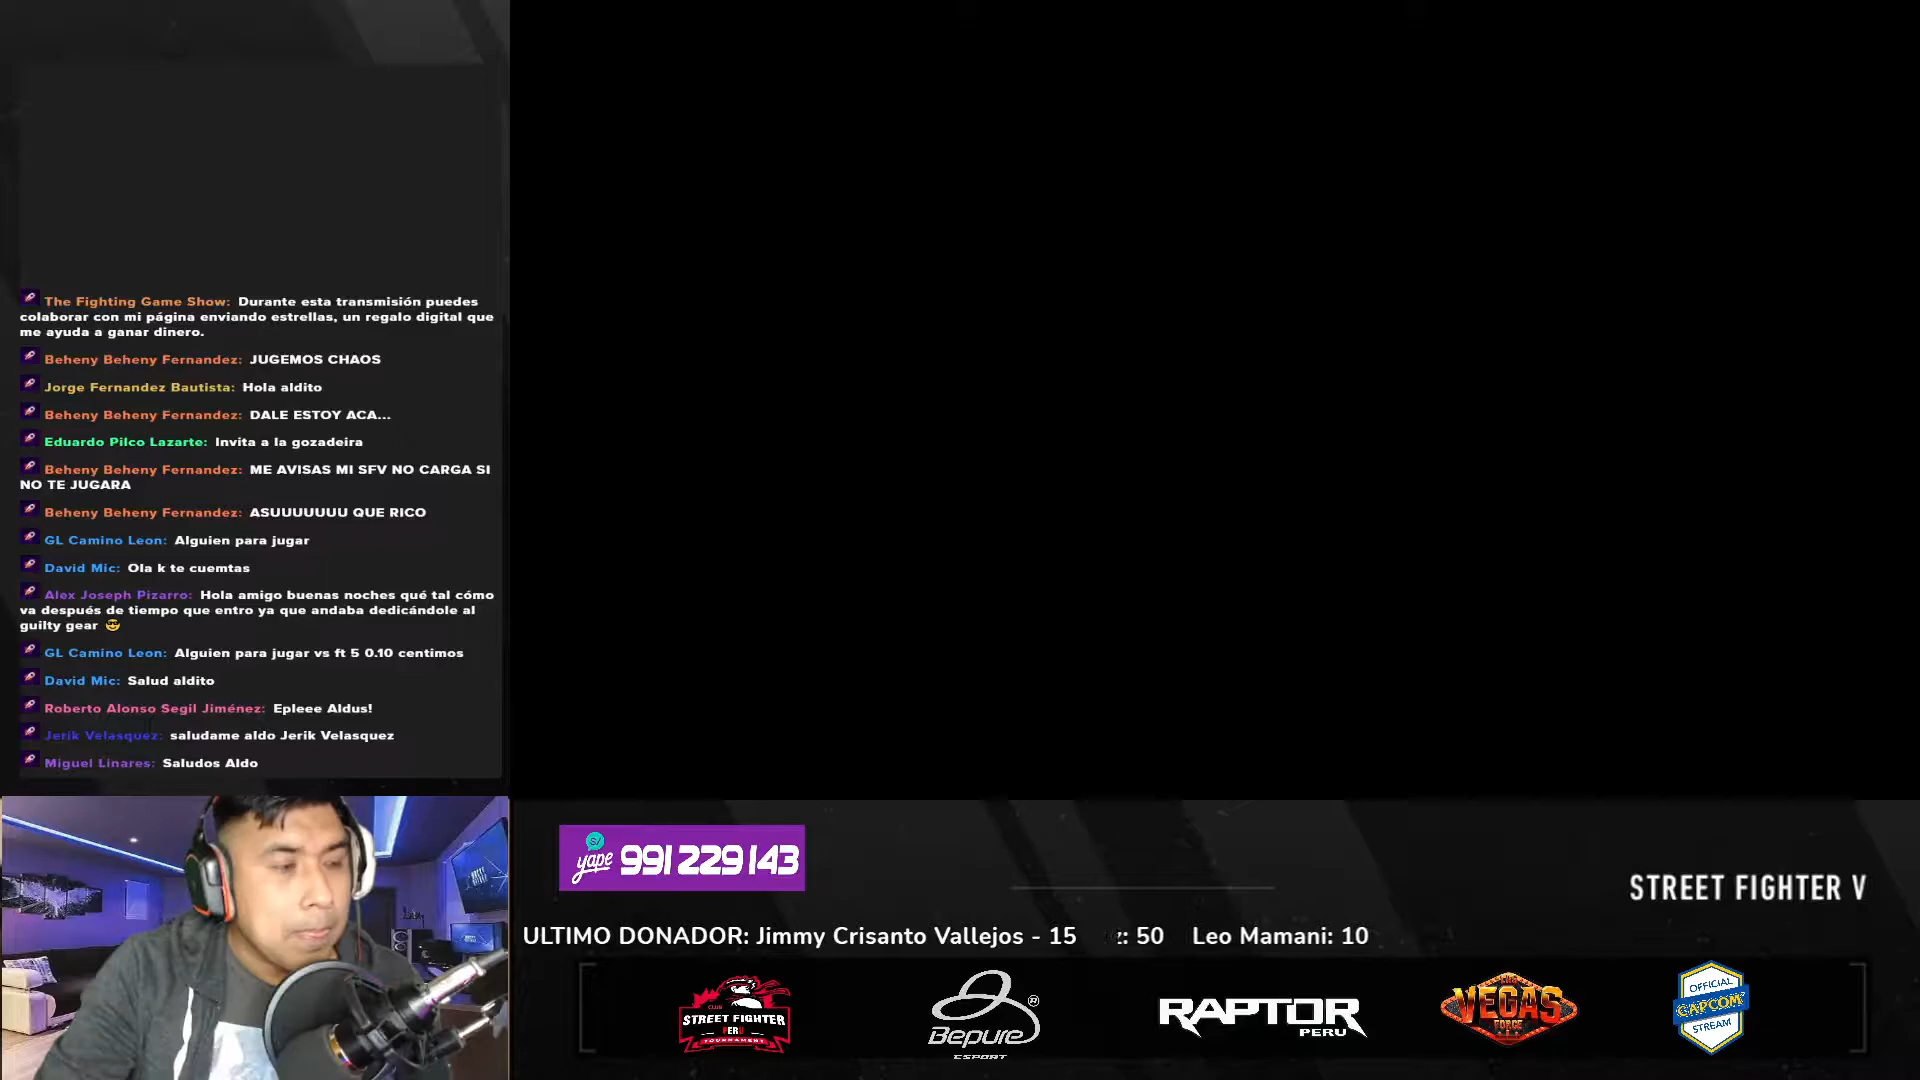 The Fighting Game Show: Durante esta transmisión puedes
colaborar con mi página enviando estrellas, un regalo digital que
me ayuda a ganar dinero.
Beheny Beheny Fernandez: JUGEMOS CHAOS
Jorge Fernandez Bautista: Hola aldito
Beheny Beheny Fernandez: DALE ESTOY ACA...
Eduardo Pilco Lazarte: Invita a la gozadeira
Beheny Beheny Fernandez: ME AVISAS MI SFV NO CARGA SI
NO TE JUGARA
Beheny Beheny Fernandez: ASUUUUUUU QUE RICO
GL Camino Leon: Alguien para jugar
David Mic: Ola k te cuemtas
Alex Joseph Pizarro: Hola amigo buenas noches qué tal cómo
va después de tiempo que entro ya que andaba dedicándole al
guilty gear 😎
GL Camino Leon: Alguien para jugar vs ft 5 0.10 centimos
David Mic: Salud aldito
Roberto Alonso Segil Jiménez: Epleee Aldus!
Jerik Velasquez: saludame aldo Jerik Velasquez
Miguel Linares: Saludos Aldo
S/
yape 991 229 143
STREET FIGHTER V
ULTIMO DONADOR: Jimmy Crisanto Vallejos - 15 : 50 Leo Mamani: 10
CLUB
STREET FIGHTER
PERU
TOURNAMENT
Bepure ®
ESPORT
RAPTOR
PERU
VEGAS
FORCE
OFFICIAL
CAPCOM
STREAM